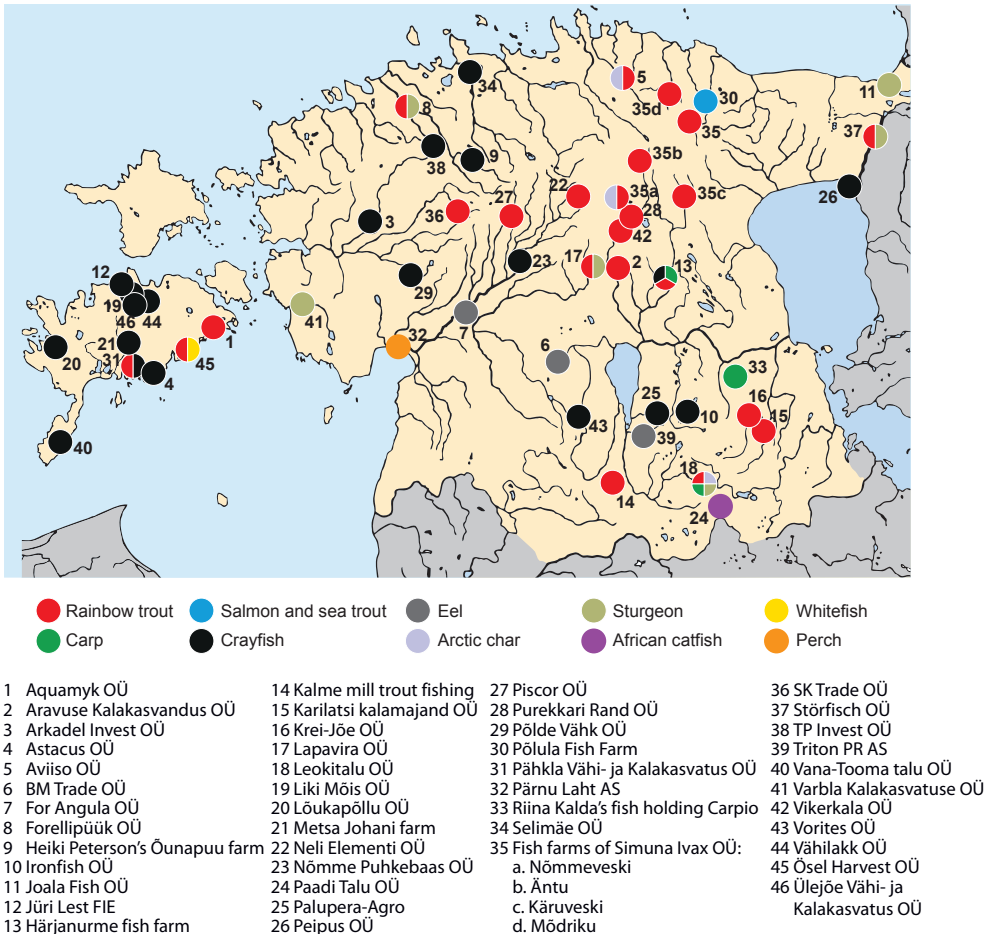 34
5
30
11
35d
8
35
37
38
9
35b
26
22
35a
35c
27
36
28
3
42
23
17
2
13
12
29
19
46
44
41
7
1
32
21
20
31
45
6
33
4
25
16
10
15
43
39
40
18
14
24
Rainbow trout
Salmon and sea trout
Eel
Sturgeon
Whitefish
Carp
Crayfish
Arctic char
African catfish
Perch
1 Aquamyk OÜ
2 Aravuse Kalakasvandus OÜ
3 Arkadel Invest OÜ
4 Astacus OÜ
5 Aviiso OÜ
6 BM Trade OÜ
7 For Angula OÜ
8 Forellipüük OÜ
9 Heiki Peterson's Õunapuu farm
10 Ironfish OÜ
11 Joala Fish OÜ
12 Jüri Lest FIE
13 Härjanurme fish farm
14 Kalme mill trout fishing
15 Karilatsi kalamajand OÜ
16 Krei-Jõe OÜ
17 Lapavira OÜ
18 Leokitalu OÜ
19 Liki Mõis OÜ
20 Lõukapõllu OÜ
21 Metsa Johani farm
22 Neli Elementi OÜ
23 Nõmme Puhkebaas OÜ
24 Paadi Talu OÜ
25 Palupera-Agro
26 Peipus OÜ
27 Piscor OÜ
28 Purekkari Rand OÜ
29 Põlde Vähk OÜ
30 Põlula Fish Farm
31 Pähkla Vähi- ja Kalakasvatus OÜ
32 Pärnu Laht AS
33 Riina Kalda's fish holding Carpio
34 Selimäe OÜ
35 Fish farms of Simuna Ivax OÜ:
a. Nõmmeveski
b. Äntu
c. Käruveski
d. Mõdriku
36 SK Trade OÜ
37 Störfisch OÜ
38 TP Invest OÜ
39 Triton PR AS
40 Vana-Tooma talu OÜ
41 Varbla Kalakasvatuse OÜ
42 Vikerkala OÜ
43 Vorites OÜ
44 Vähilakk OÜ
45 Ösel Harvest OÜ
46 Ülejõe Vähi- ja
Kalakasvatus OÜ